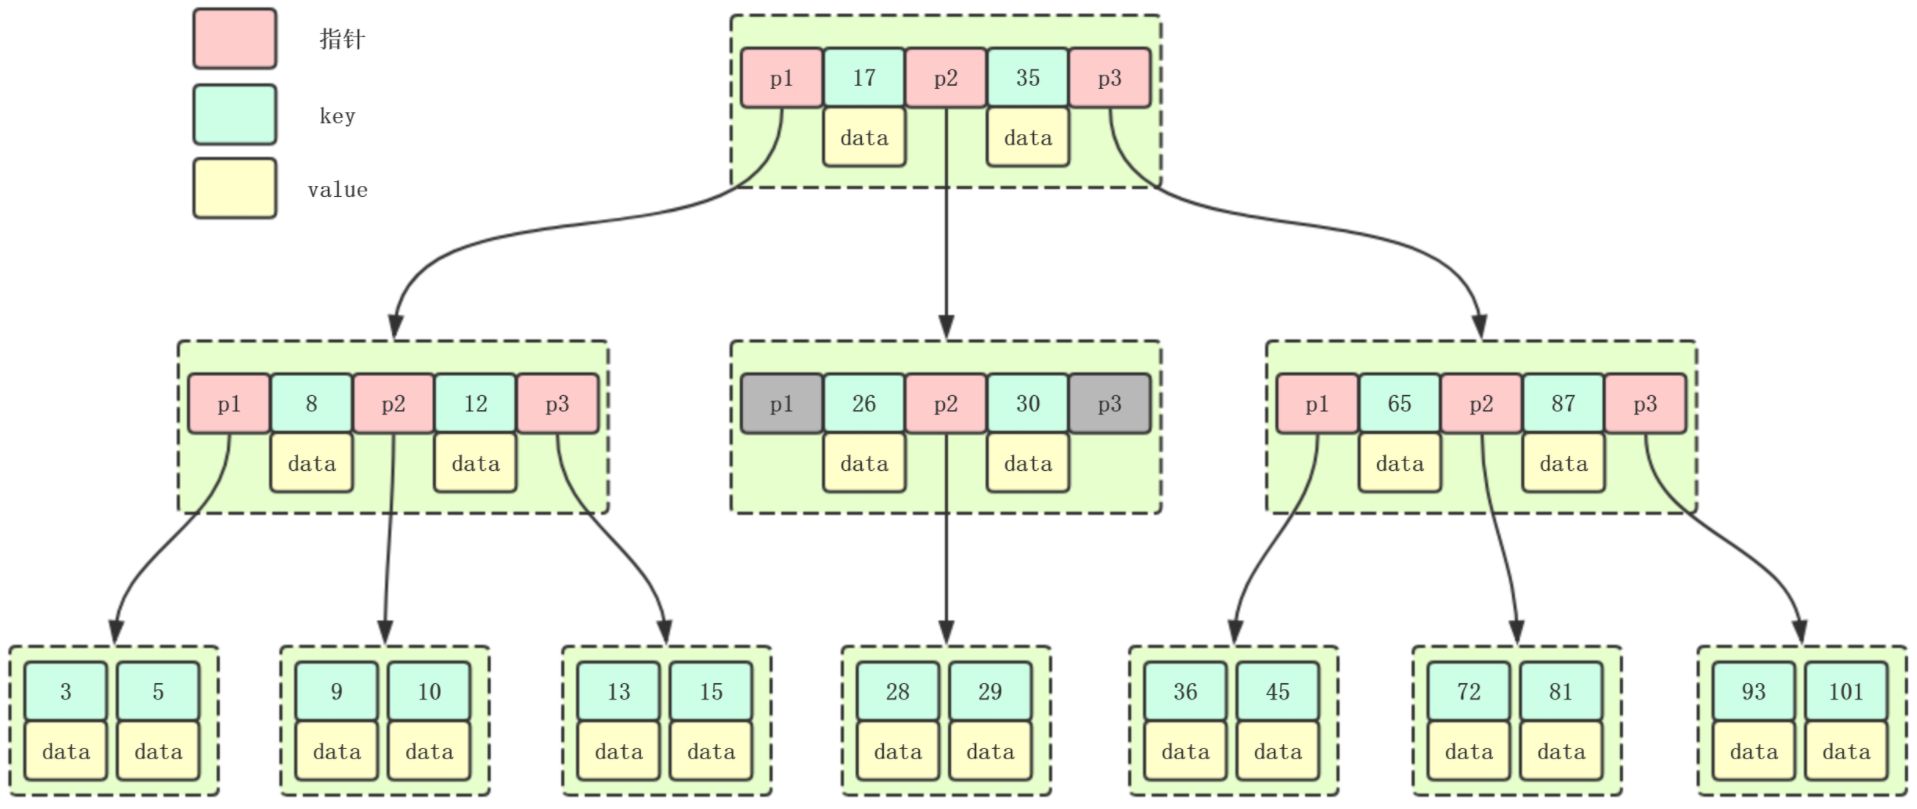 指针
key
value
p1 17 p2 35 p3
data data
p1 8 p2 12 p3
data data
p1 26 p2 30 p3
data data
p1 65 p2 87 p3
data data
3 5
data data
9 10
data data
13 15
data data
28 29
data data
36 45
data data
72 81
data data
93 101
data data